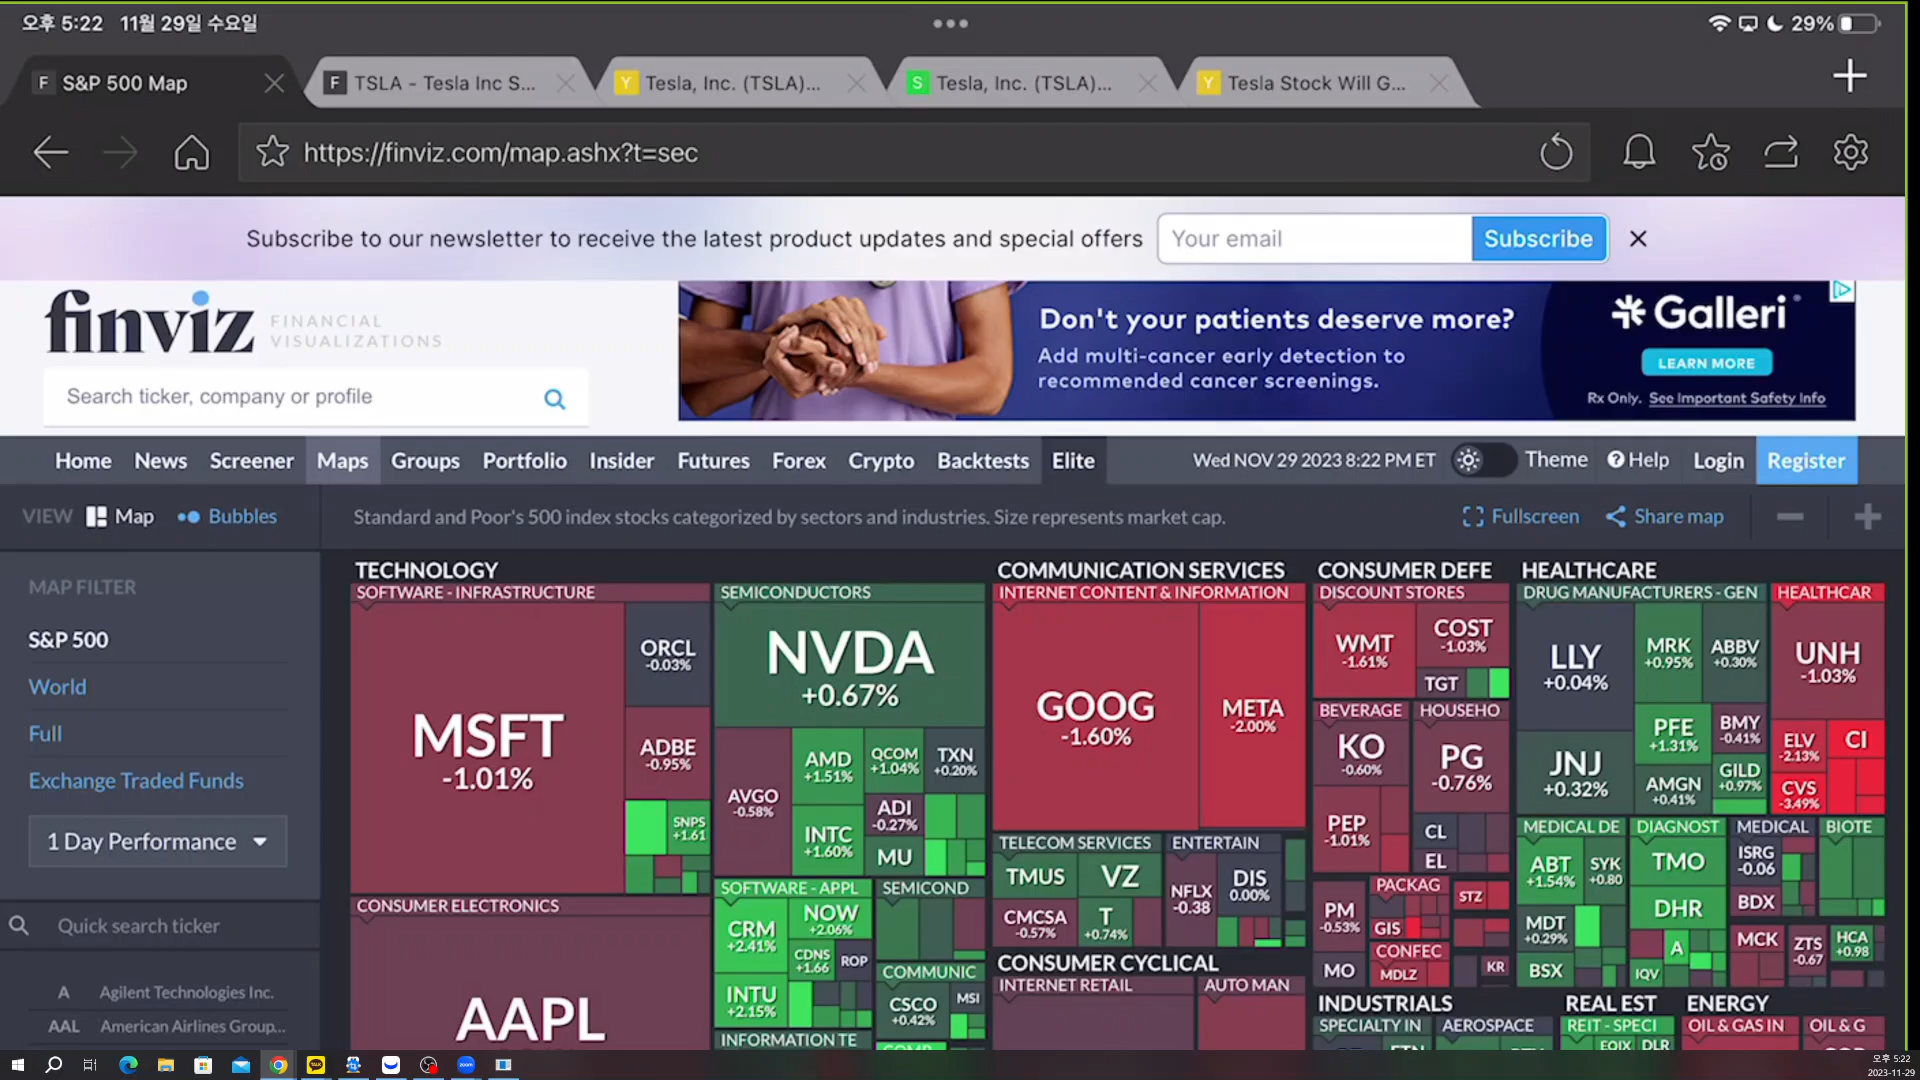 오후 5:22 11월 29일 수요일
29%
F S&P 500 Map
F TSLA - Tesla Inc S...
Y Tesla, Inc. (TSLA)...
S Tesla, Inc. (TSLA)...
Y Tesla Stock Will G...
https://finviz.com/map.ashx?t=sec
Subscribe to our newsletter to receive the latest product updates and special offers
Your email
Subscribe
finviz
FINANCIAL
VISUALIZATIONS
Search ticker, company or profile
Don't your patients deserve more?
Add multi-cancer early detection to
recommended cancer screenings.
Galleri
LEARN MORE
Rx Only. See Important Safety Info
Home News Screener Maps Groups Portfolio Insider Futures Forex Crypto Backtests Elite
Wed NOV 29 2023 8:22 PM ET
Theme
Help
Login
Register
VIEW Map Bubbles
Standard and Poor's 500 index stocks categorized by sectors and industries. Size represents market cap.
Fullscreen
Share map
MAP FILTER
S&P 500
World
Full
Exchange Traded Funds
1 Day Performance
Quick search ticker
A Agilent Technologies Inc.
AAL American Airlines Group...
TECHNOLOGY
SOFTWARE - INFRASTRUCTURE
MSFT
-1.01%
ORCL
-0.03%
ADBE
-0.95%
SNPS
+1.61
CONSUMER ELECTRONICS
AAPL
SEMICONDUCTORS
NVDA
+0.67%
AVGO
-0.58%
AMD
+1.51%
QCOM
+1.04%
TXN
+0.20%
INTC
+1.60%
ADI
-0.27%
MU
SOFTWARE - APPL
CRM
+2.41%
NOW
+2.06%
CDNS
+1.66
ROP
INTU
+2.15%
INFORMATION TE
SEMICOND
COMMUNIC
CSCO
+0.42%
MSI
COMMUNICATION SERVICES
INTERNET CONTENT & INFORMATION
GOOG
-1.60%
META
-2.00%
TELECOM SERVICES
TMUS
VZ
CMCSA
-0.57%
T
+0.74%
ENTERTAIN
NFLX
-0.38
DIS
0.00%
CONSUMER CYCLICAL
INTERNET RETAIL
AUTO MAN
CONSUMER DEFE
DISCOUNT STORES
WMT
-1.61%
COST
-1.03%
TGT
BEVERAGE
KO
-0.60%
PEP
-1.01%
HOUSEHO
PG
-0.76%
CL
EL
PM
-0.53%
MO
PACKAG
GIS
STZ
CONFEC
MDLZ
KR
HEALTHCARE
DRUG MANUFACTURERS - GEN
LLY
+0.04%
MRK
+0.95%
ABBV
+0.30%
JNJ
+0.32%
PFE
+1.31%
BMY
-0.41%
AMGN
+0.41%
GILD
+0.97%
HEALTHCAR
UNH
-1.03%
ELV
-2.13%
CI
CVS
-3.49%
MEDICAL DE
ABT
+1.54%
SYK
+0.80
MDT
+0.29%
BSX
DIAGNOST
TMO
DHR
A
IQV
MEDICAL
ISRG
-0.06
BDX
BIOTE
MCK
ZTS
-0.67
HCA
+0.98
INDUSTRIALS
SPECIALTY IN
AEROSPACE
REAL EST
REIT - SPECI
EQIX
DLR
ENERGY
OIL & GAS IN
OIL & G
오후 5:22
2023-11-29